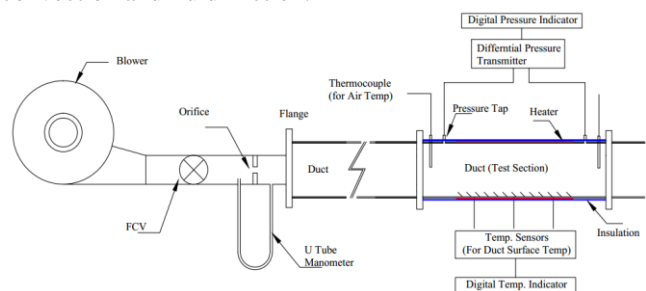 Digital Pressure Indicator
Differntial Pressure
Transmitter
Blower
Thermocouple
(for Air Temp)
Pressure Tap
Heater
Orifice
Flange
Duct
Duct (Test Section)
FCV
U Tube
Manometer
Temp. Sensors
(For Duct Surface Temp)
Insulation
Digital Temp. Indicator